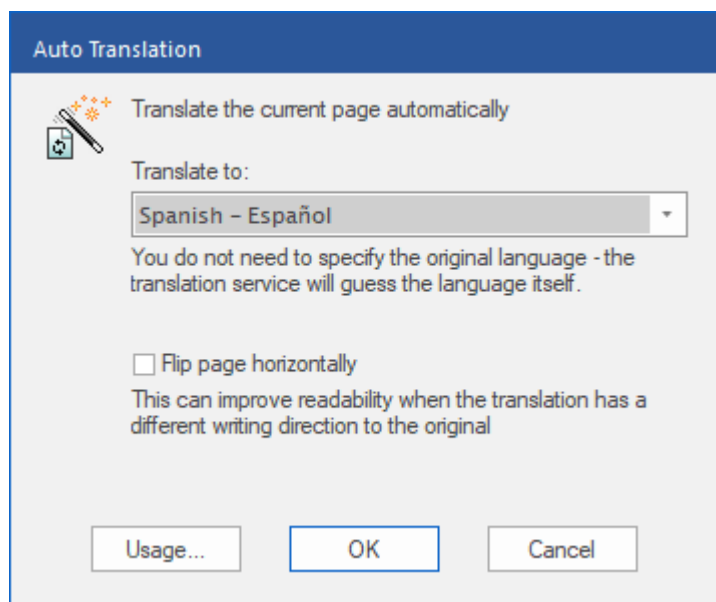 Auto Translation
Translate the current page automatically
Translate to:
Spanish – Español
You do not need to specify the original language - the
translation service will guess the language itself.
Flip page horizontally
This can improve readability when the translation has a
different writing direction to the original
Usage...
OK
Cancel